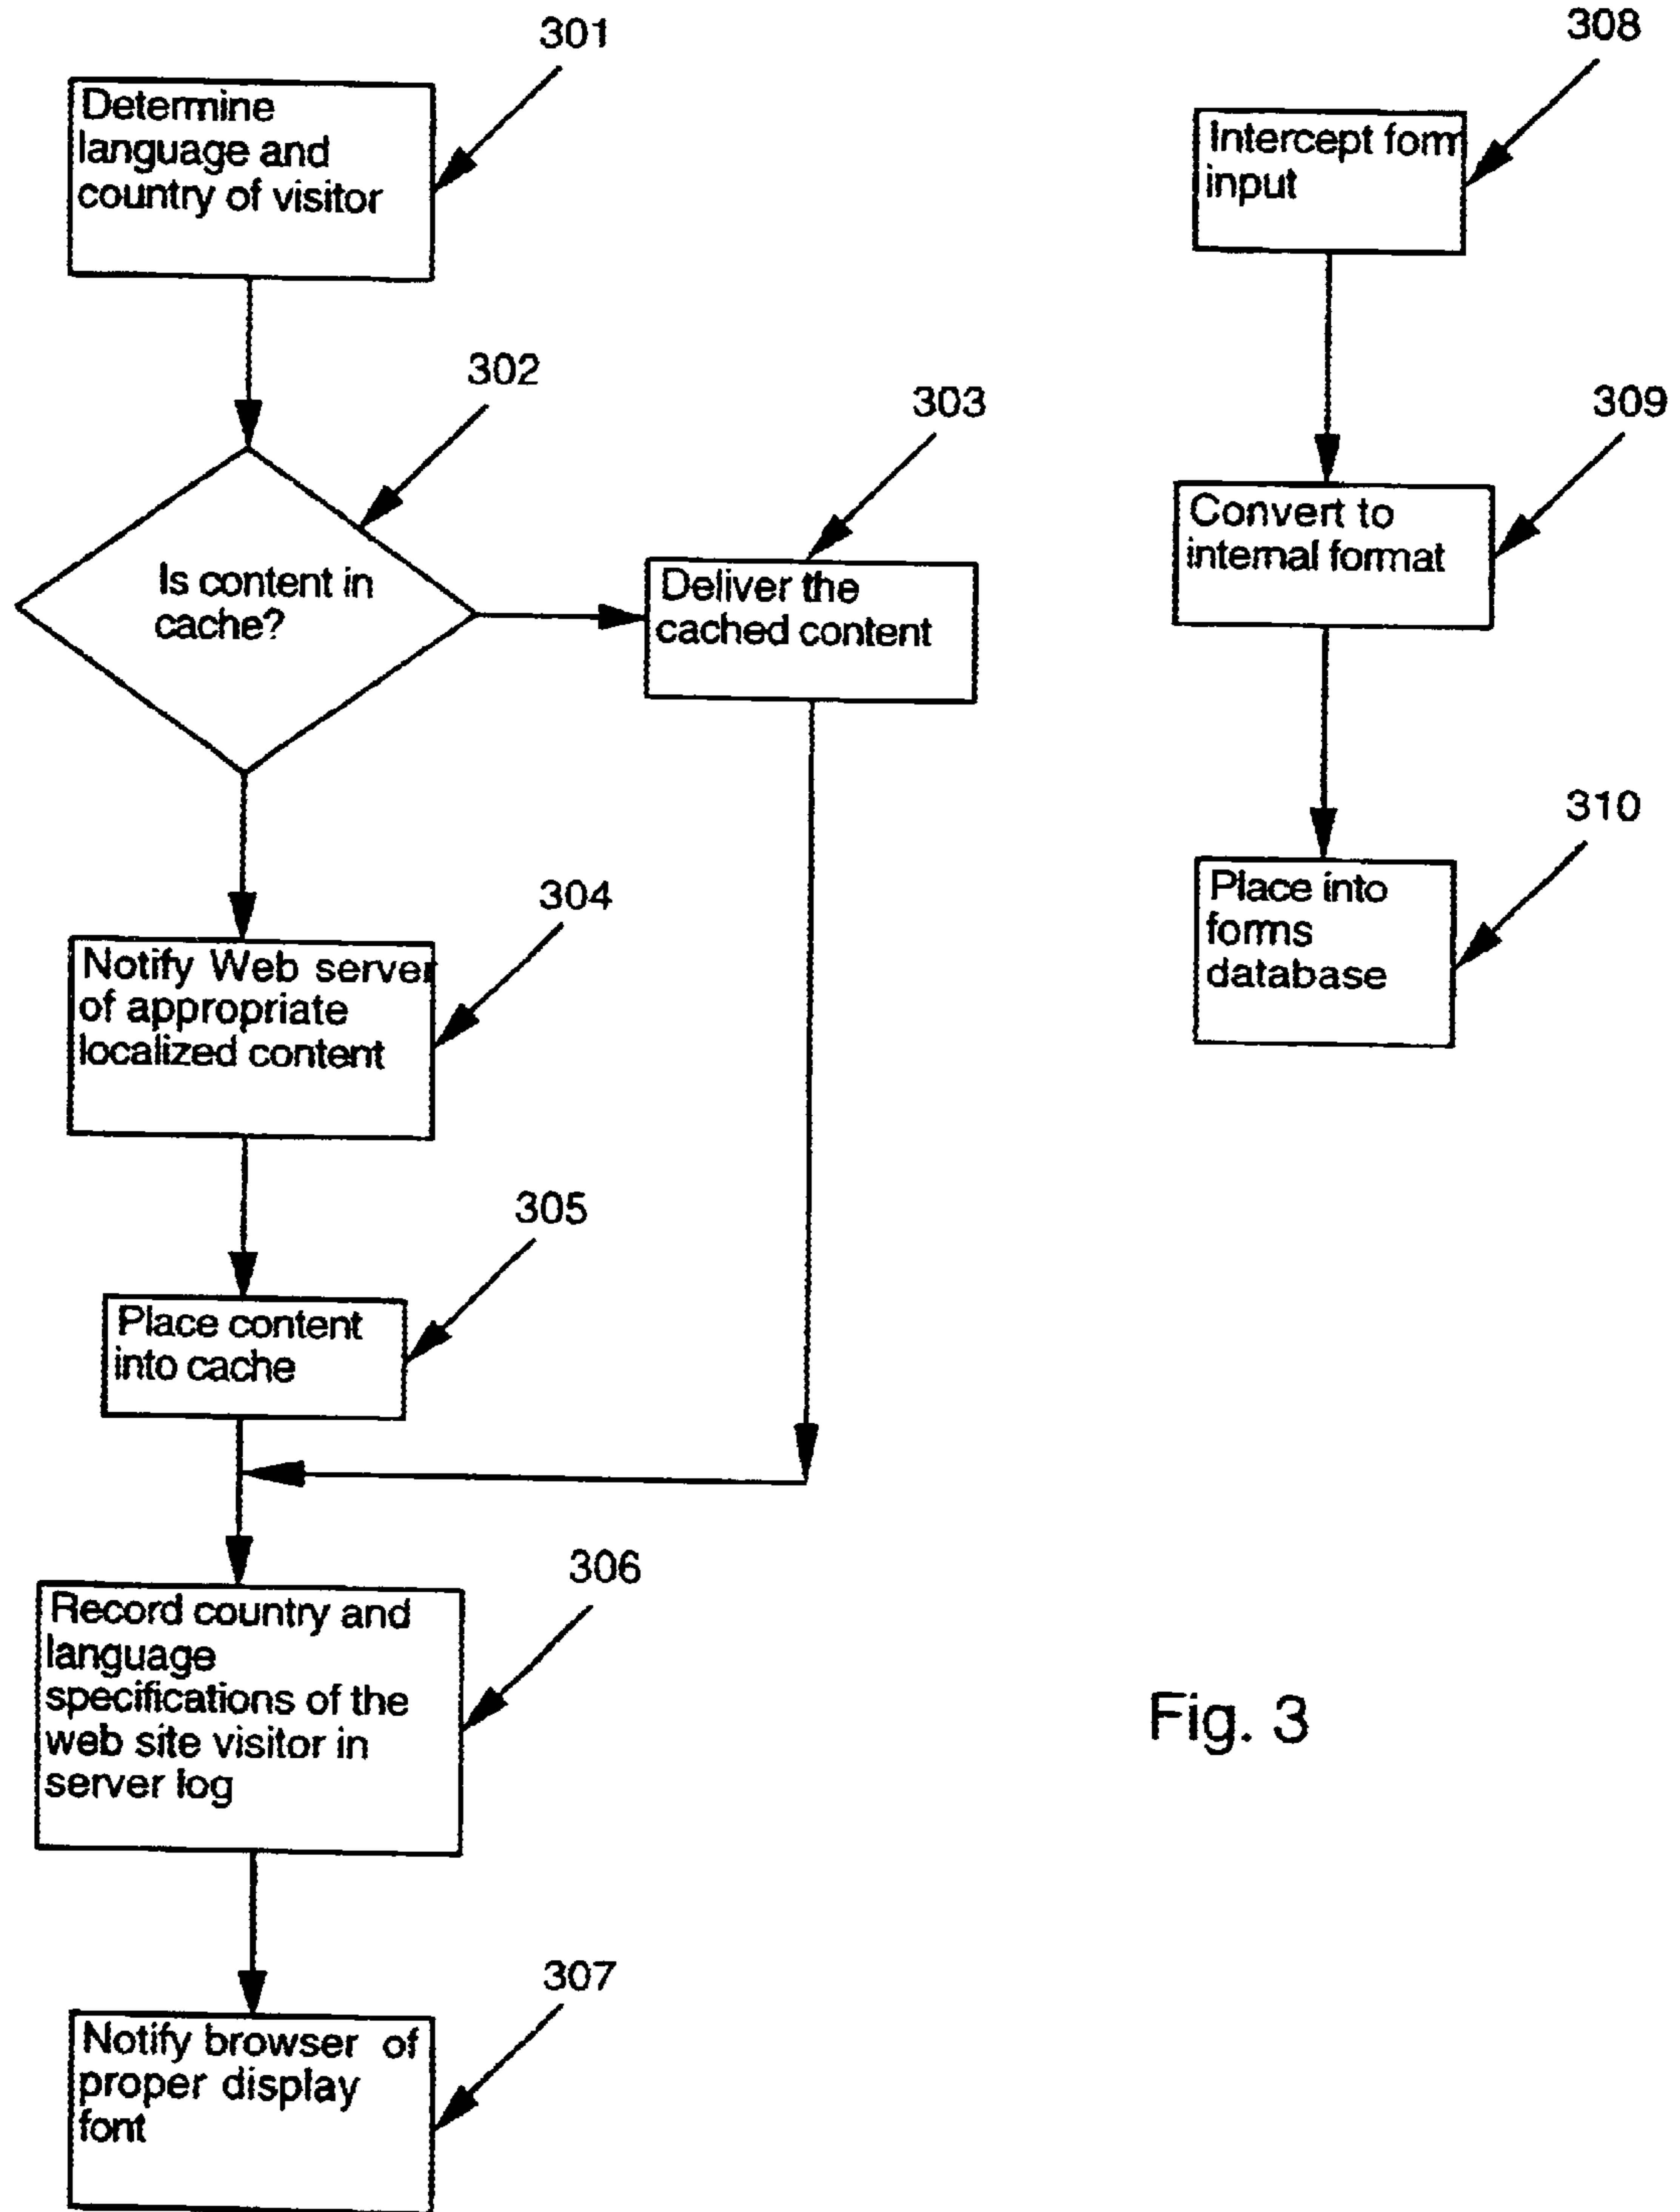 301
Determine
language and
country of visitor
302
Is content in
cache?
303
Deliver the
cached content
304
Notify Web server
of appropriate
localized content
305
Place content
into cache
306
Record country and
language
specifications of the
web site visitor in
server log
307
Notify browser of
proper display
font
308
Intercept form
input
309
Convert to
internal format
310
Place into
forms
database
Fig. 3